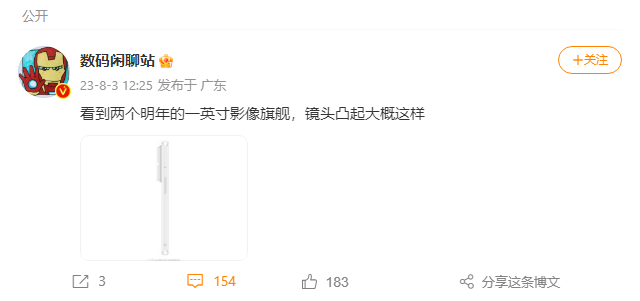 公开
数码闲聊站
+关注
23-8-3 12:25 发布于 广东
看到两个明年的一英寸影像旗舰，镜头凸起大概这样
3
154
183
分享这条博文